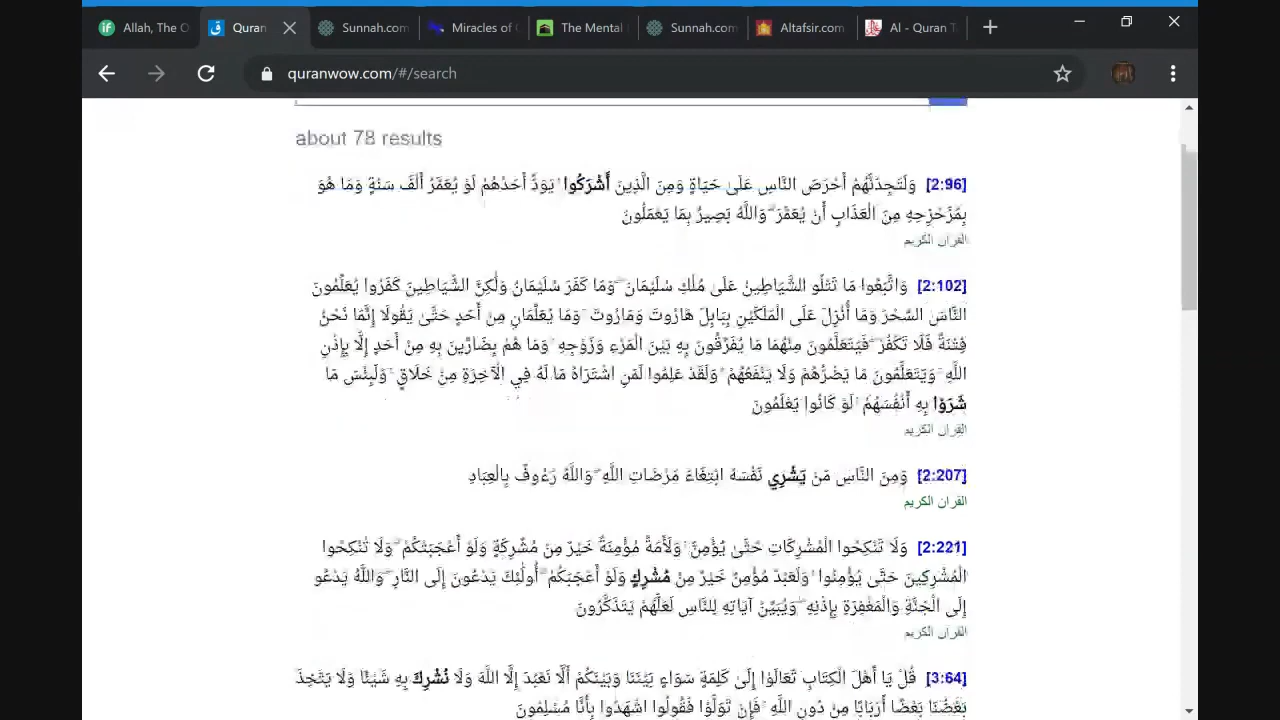 Allah, The O
Quran
Sunnah.com
Miracles of
The Mental
Sunnah.com
Altafsir.com
Al - Quran T
quranwow.com/#/search
about 78 results
[2:96] وَلَتَجِدَنَّهُمْ أَحْرَصَ النَّاسِ عَلَىٰ حَيَاةٍ وَمِنَ الَّذِينَ أَشْرَكُوا ۚ يَوَدُّ أَحَدُهُمْ لَوْ يُعَمَّرُ أَلْفَ سَنَةٍ وَمَا هُوَ
بِمُزَحْزِحِهِ مِنَ الْعَذَابِ أَنْ يُعَمَّرَ ۗ وَاللَّهُ بَصِيرٌ بِمَا يَعْمَلُونَ
القران الكريم
[2:102] وَاتَّبَعُوا مَا تَتْلُو الشَّيَاطِينُ عَلَىٰ مُلْكِ سُلَيْمَانَ ۖ وَمَا كَفَرَ سُلَيْمَانُ وَلَٰكِنَّ الشَّيَاطِينَ كَفَرُوا يُعَلِّمُونَ
النَّاسَ السِّحْرَ وَمَا أُنْزِلَ عَلَى الْمَلَكَيْنِ بِبَابِلَ هَارُوتَ وَمَارُوتَ ۚ وَمَا يُعَلِّمَانِ مِنْ أَحَدٍ حَتَّىٰ يَقُولَا إِنَّمَا نَحْنُ
فِتْنَةٌ فَلَا تَكْفُرْ ۖ فَيَتَعَلَّمُونَ مِنْهُمَا مَا يُفَرِّقُونَ بِهِ بَيْنَ الْمَرْءِ وَزَوْجِهِ ۚ وَمَا هُمْ بِضَارِّينَ بِهِ مِنْ أَحَدٍ إِلَّا بِإِذْنِ
اللَّهِ ۚ وَيَتَعَلَّمُونَ مَا يَضُرُّهُمْ وَلَا يَنْفَعُهُمْ ۚ وَلَقَدْ عَلِمُوا لَمَنِ اشْتَرَاهُ مَا لَهُ فِي الْآخِرَةِ مِنْ خَلَاقٍ ۚ وَلَبِئْسَ مَا
شَرَوْا بِهِ أَنْفُسَهُمْ ۚ لَوْ كَانُوا يَعْلَمُونَ
القران الكريم
[2:207] وَمِنَ النَّاسِ مَنْ يَشْرِي نَفْسَهُ ابْتِغَاءَ مَرْضَاتِ اللَّهِ ۗ وَاللَّهُ رَءُوفٌ بِالْعِبَادِ
القران الكريم
[2:221] وَلَا تَنْكِحُوا الْمُشْرِكَاتِ حَتَّىٰ يُؤْمِنَّ ۚ وَلَأَمَةٌ مُؤْمِنَةٌ خَيْرٌ مِنْ مُشْرِكَةٍ وَلَوْ أَعْجَبَتْكُمْ ۗ وَلَا تُنْكِحُوا
الْمُشْرِكِينَ حَتَّىٰ يُؤْمِنُوا ۚ وَلَعَبْدٌ مُؤْمِنٌ خَيْرٌ مِنْ مُشْرِكٍ وَلَوْ أَعْجَبَكُمْ ۗ أُولَٰئِكَ يَدْعُونَ إِلَى النَّارِ ۖ وَاللَّهُ يَدْعُو
إِلَى الْجَنَّةِ وَالْمَغْفِرَةِ بِإِذْنِهِ ۖ وَيُبَيِّنُ آيَاتِهِ لِلنَّاسِ لَعَلَّهُمْ يَتَذَكَّرُونَ
القران الكريم
[3:64] قُلْ يَا أَهْلَ الْكِتَابِ تَعَالَوْا إِلَىٰ كَلِمَةٍ سَوَاءٍ بَيْنَنَا وَبَيْنَكُمْ أَلَّا نَعْبُدَ إِلَّا اللَّهَ وَلَا نُشْرِكَ بِهِ شَيْئًا وَلَا يَتَّخِذَ
بَعْضُنَا بَعْضًا أَرْبَابًا مِنْ دُونِ اللَّهِ ۚ فَإِنْ تَوَلَّوْا فَقُولُوا اشْهَدُوا بِأَنَّا مُسْلِمُونَ